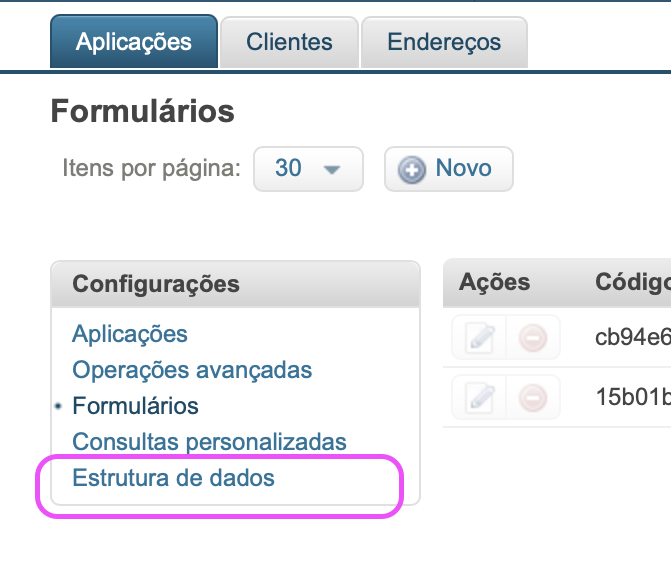 Aplicações Clientes Endereços
Formulários
Itens por página: 30 Novo
Configurações
Aplicações
Operações avançadas
Formulários
Consultas personalizadas
Estrutura de dados
Ações Código
cb94e6
15b01b